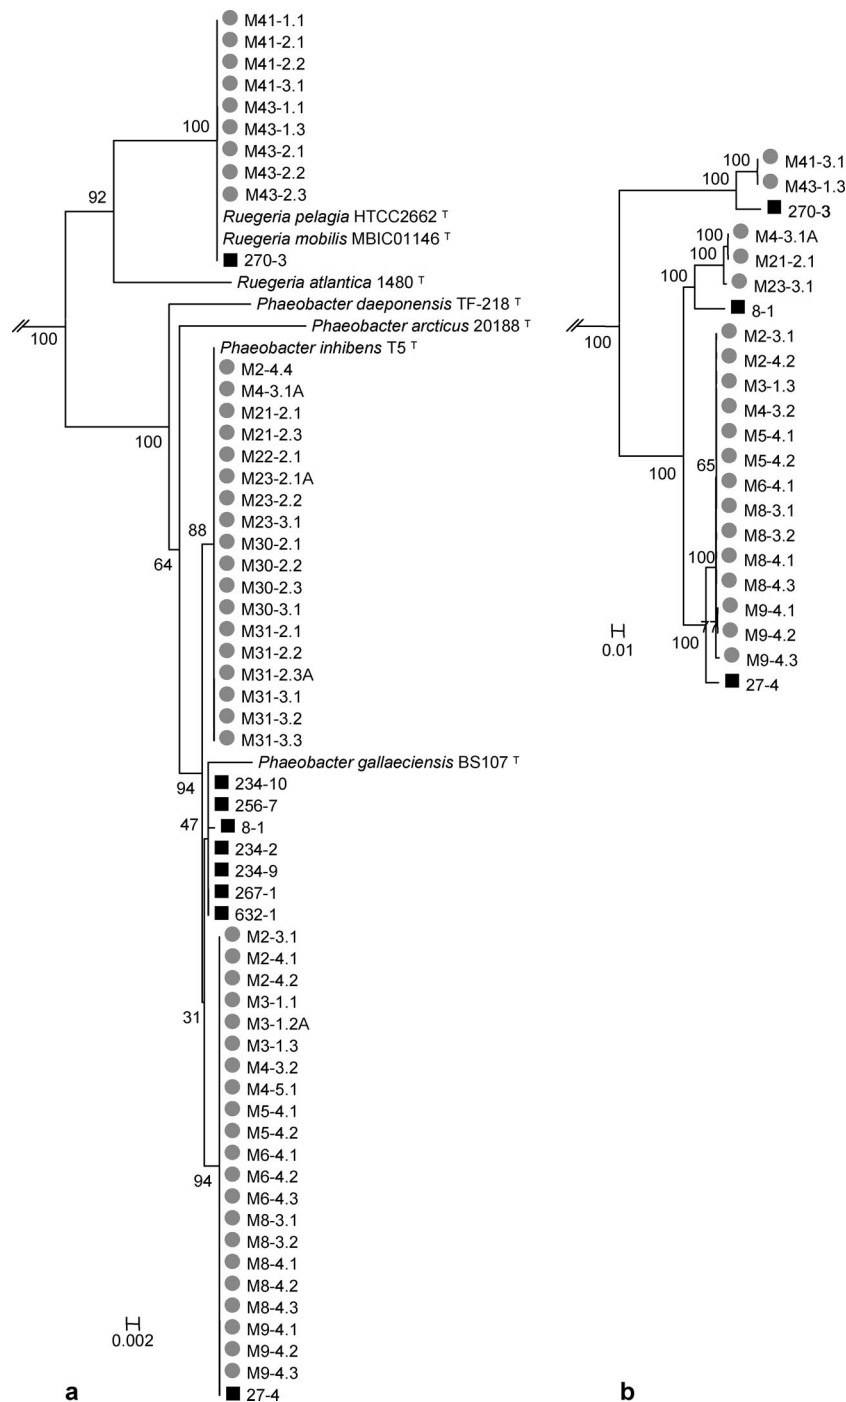 M41-1.1
M41-2.1
M41-2.2
M41-3.1
M43-1.1
M43-1.3
M43-2.1
M43-2.2
M43-2.3
Ruegeria pelagia HTCC2662 T
Ruegeria mobilis MBIC01146 T
270-3
Ruegeria atlantica 1480 T
Phaeobacter daeponensis TF-218 T
Phaeobacter arcticus 20188 T
Phaeobacter inhibens T5 T
M2-4.4
M4-3.1A
M21-2.1
M21-2.3
M22-2.1
M23-2.1A
M23-2.2
M23-3.1
M30-2.1
M30-2.2
M30-2.3
M30-3.1
M31-2.1
M31-2.2
M31-2.3A
M31-3.1
M31-3.2
M31-3.3
Phaeobacter gallaeciensis BS107 T
234-10
256-7
8-1
234-2
234-9
267-1
632-1
M2-3.1
M2-4.1
M2-4.2
M3-1.1
M3-1.2A
M3-1.3
M4-3.2
M4-5.1
M5-4.1
M5-4.2
M6-4.1
M6-4.2
M6-4.3
M8-3.1
M8-3.2
M8-4.1
M8-4.2
M8-4.3
M9-4.1
M9-4.2
M9-4.3
27-4
100
92
100
100
64
88
94
47
31
94
0.002
a
M41-3.1
M43-1.3
270-3
M4-3.1A
M21-2.1
M23-3.1
8-1
M2-3.1
M2-4.2
M3-1.3
M4-3.2
M5-4.1
M5-4.2
M6-4.1
M8-3.1
M8-3.2
M8-4.1
M8-4.3
M9-4.1
M9-4.2
M9-4.3
27-4
100
100
100
100
100
100
100
65
100
77
100
0.01
b